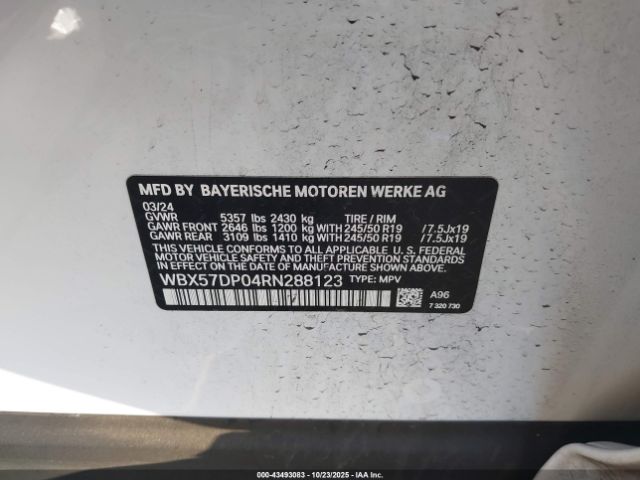 MFD BY BAYERISCHE MOTOREN WERKE AG
03/24
GVWR 5357 lbs 2430 kg TIRE / RIM
GAWR FRONT 2646 lbs 1200 kg WITH 245/50 R19 /7.5Jx19
GAWR REAR 3109 lbs 1410 kg WITH 245/50 R19 /7.5Jx19
THIS VEHICLE CONFORMS TO ALL APPLICABLE U. S. FEDERAL
MOTOR VEHICLE SAFETY, BUMPER, AND THEFT PREVENTION
STANDARDS IN EFFECT ON THE DATE OF MANUFACTURE
SHOWN ABOVE.
WBX57DP04RN288123 TYPE: MPV
A96
7 320 730
000-43493083 - 10/23/2025 - IAAI.COM